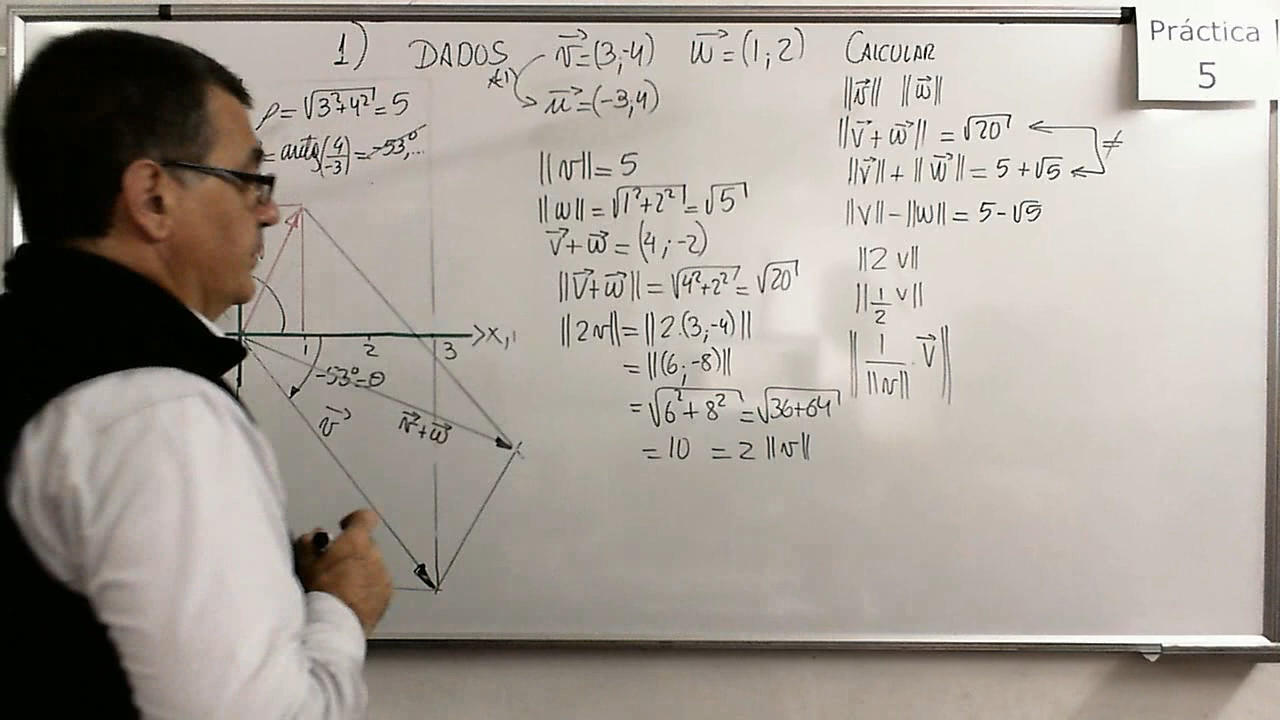 Práctica
5
1) DADOS v⃗=(3;-4) w⃗=(1;2) CALCULAR
u⃗=(-3,4)
ρ=√(3²+4²)=5
=arctg(4/-3)=-53,...°
||v||=5
||w||=√(1²+2²)=√5
v⃗+w⃗=(4;-2)
||v⃗+w⃗||=√(4²+2²)=√20
||2v||=||2.(3;-4)||
=||(6;-8)||
=√(6²+8²)=√(36+64)
=10 =2||v||
||v⃗|| ||w⃗||
||v⃗+w⃗||=√20
≠
||v⃗||+||w⃗||=5+√5
||v||-||w||=5-√5
||2v||
||1/2 v||
||1/||v||.v⃗||
1 2 3 x,
-53°=θ
v⃗
v⃗+w⃗